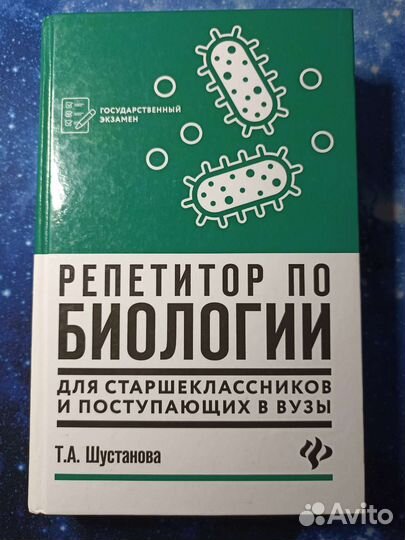 ГОСУДАРСТВЕННЫЙ
ЭКЗАМЕН
РЕПЕТИТОР ПО
БИОЛОГИИ
ДЛЯ СТАРШЕКЛАССНИКОВ
И ПОСТУПАЮЩИХ В ВУЗЫ
Т.А. Шустанова
Avito